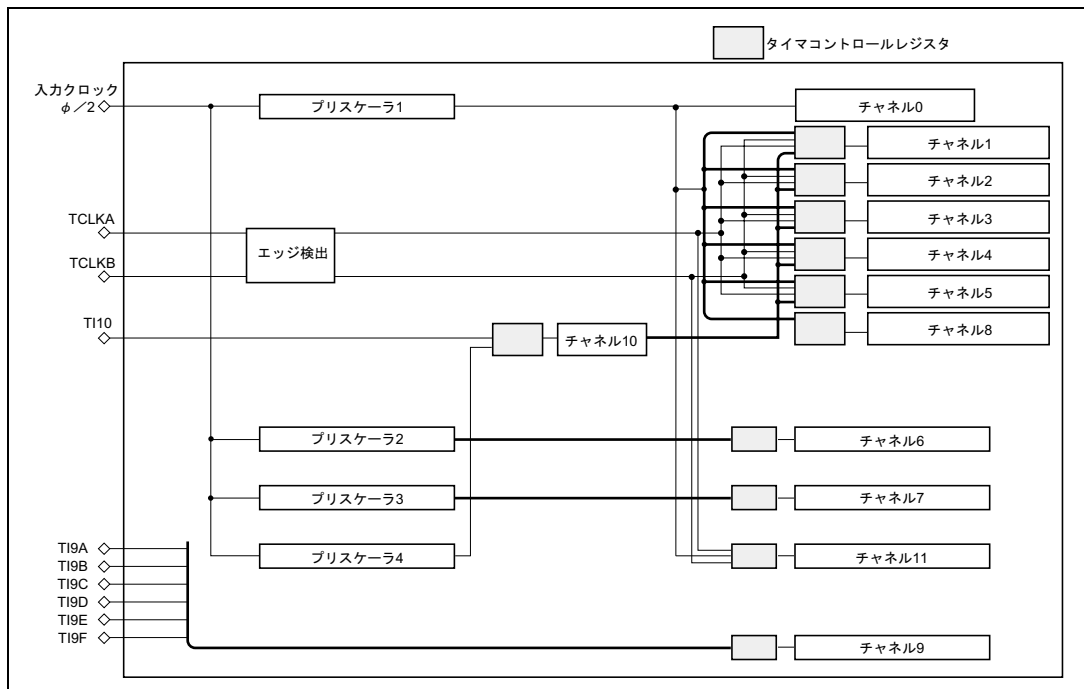 タイマコントロールレジスタ
入力クロック
φ/2
プリスケーラ1
チャネル0
チャネル1
チャネル2
TCLKA
エッジ検出
チャネル3
チャネル4
TCLKB
チャネル5
TI10
チャネル10
チャネル8
プリスケーラ2
チャネル6
プリスケーラ3
チャネル7
TI9A
プリスケーラ4
チャネル11
TI9B
TI9C
TI9D
TI9E
TI9F
チャネル9